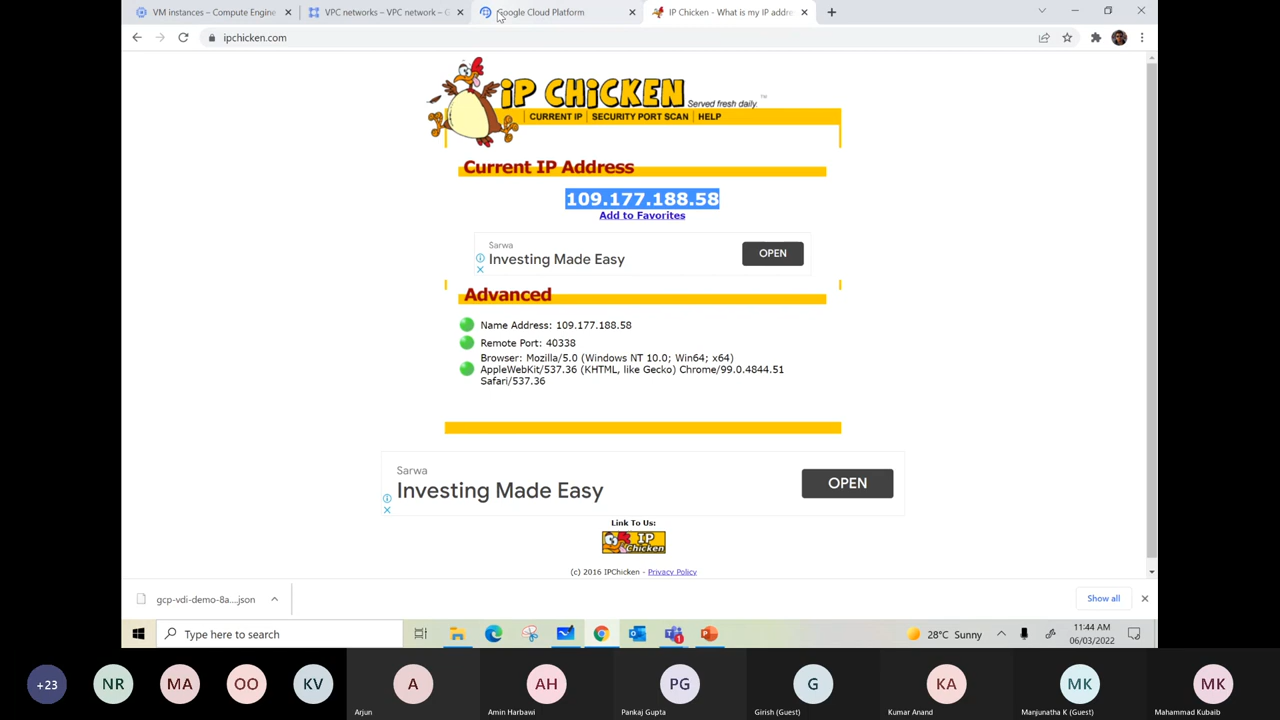 VM instances – Compute Engine
VPC networks – VPC network – G
Google Cloud Platform
IP Chicken - What is my IP addre
ipchicken.com
iP CHiCKEN Served fresh daily. ™
CURRENT IP | SECURITY PORT SCAN | HELP
Current IP Address
109.177.188.58
Add to Favorites
Sarwa
Investing Made Easy
OPEN
Advanced
Name Address: 109.177.188.58
Remote Port: 40338
Browser: Mozilla/5.0 (Windows NT 10.0; Win64; x64)
AppleWebKit/537.36 (KHTML, like Gecko) Chrome/99.0.4844.51
Safari/537.36
Sarwa
Investing Made Easy
OPEN
Link To Us:
IP Chicken
(c) 2016 IPChicken - Privacy Policy
gcp-vdi-demo-8a....json
Show all
Type here to search
1
28°C Sunny
11:44 AM
06/03/2022
+23
NR
MA
OO
KV
A
Arjun
AH
Amin Harbawi
PG
Pankaj Gupta
G
Girish (Guest)
KA
Kumar Anand
MK
Manjunatha K (Guest)
MK
Mahammad Kubaib